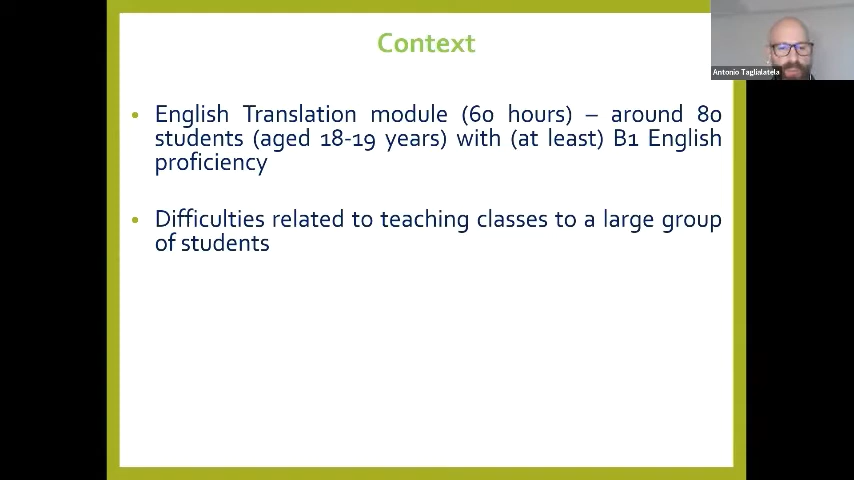 Context
Antonio Taglialatela
• English Translation module (60 hours) – around 80
students (aged 18-19 years) with (at least) B1 English
proficiency
• Difficulties related to teaching classes to a large group
of students